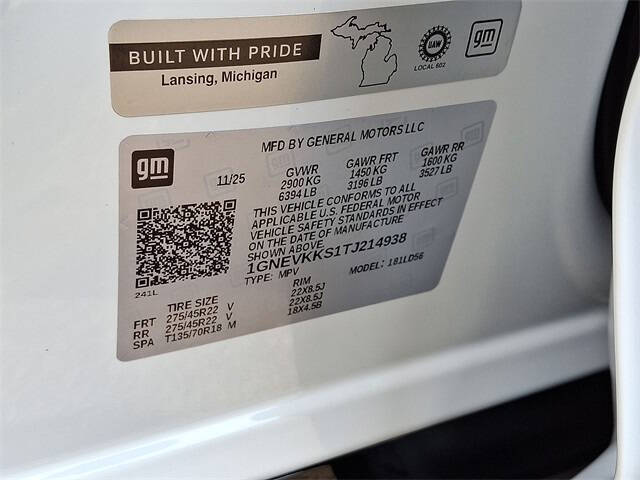 BUILT WITH PRIDE
Lansing, Michigan
UAW
LOCAL 602
gm
gm
MFD BY GENERAL MOTORS LLC
11/25
GVWR GAWR FRT GAWR RR
2900 KG 1450 KG 1600 KG
6394 LB 3196 LB 3527 LB
THIS VEHICLE CONFORMS TO ALL
APPLICABLE U.S. FEDERAL MOTOR
VEHICLE SAFETY STANDARDS IN EFFECT
ON THE DATE OF MANUFACTURE
SHOWN ABOVE.
1GNEVKKS1TJ214938
TYPE: MPV MODEL: 181LD56
241L
TIRE SIZE RIM
FRT 275/45R22 V 22X8.5J
RR 275/45R22 V 22X8.5J
SPA T135/70R18 M 18X4.5B